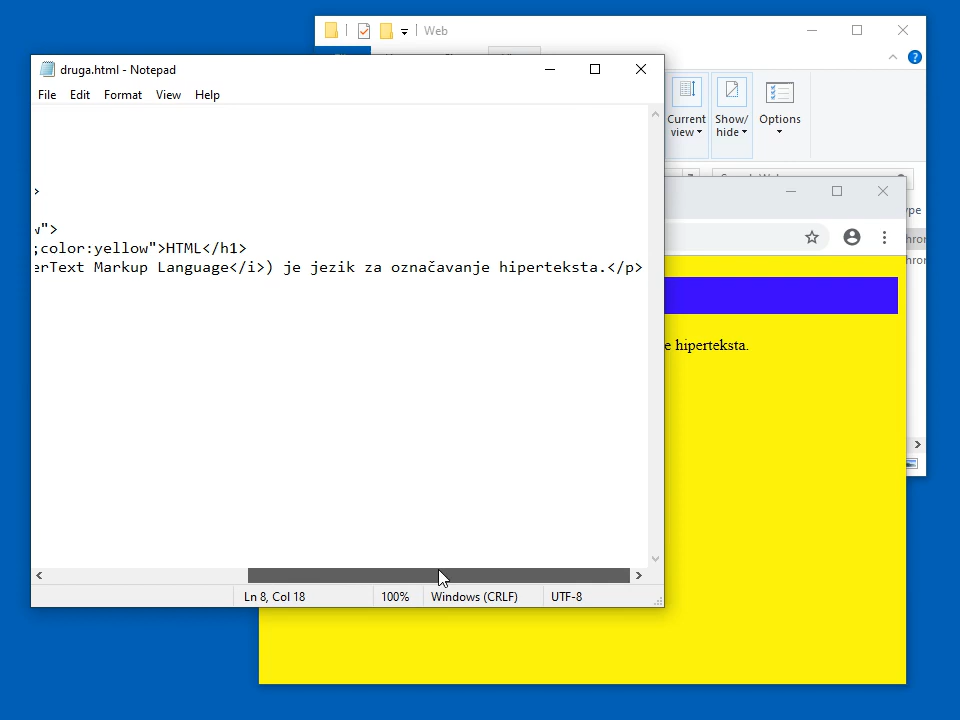 Web
druga.html - Notepad
File Edit Format View Help
Current view
Show/ hide
Options
>
w">
;color:yellow">HTML</h1>
erText Markup Language</i>) je jezik za označavanje hiperteksta.</p>
e hiperteksta.
Ln 8, Col 18
100%
Windows (CRLF)
UTF-8